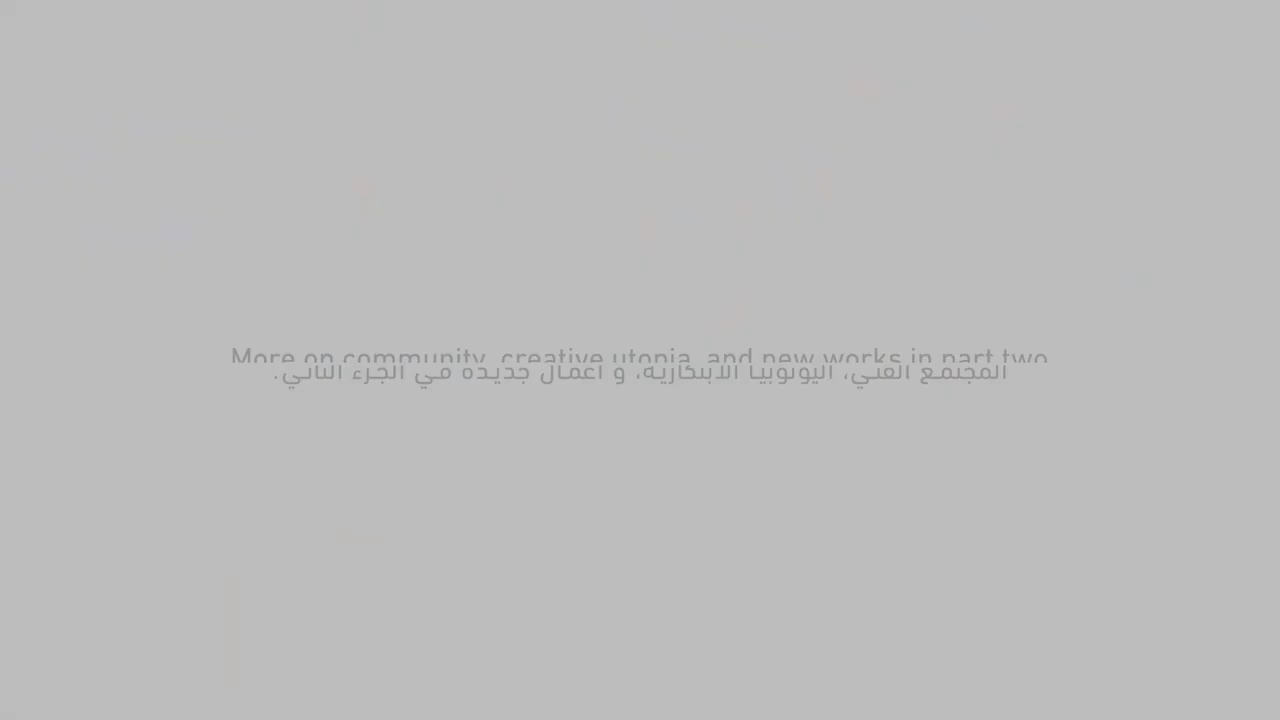 More on community, creative utopia, and new works in part two.
المجتمع الفني، اليوتوبيا الابتكارية، و اعمال جديدة في الجزء الثاني.